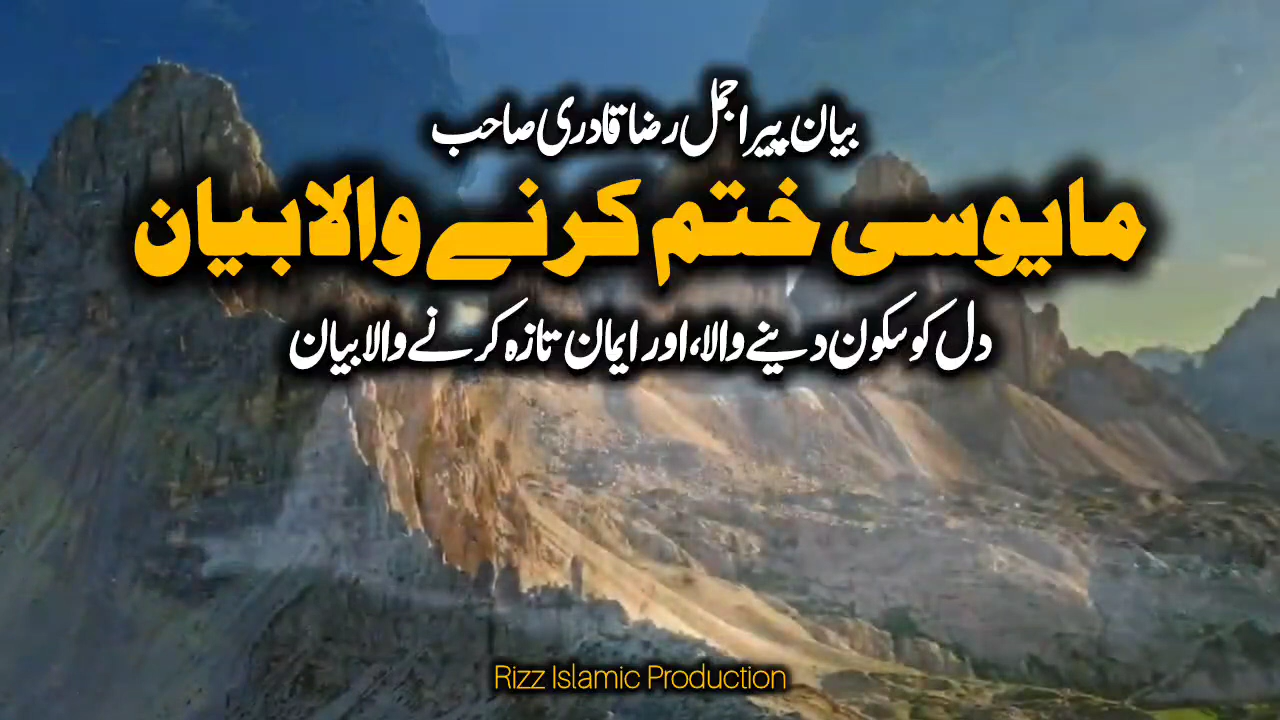 بیان پیر اجمل رضا قادری صاحب
مایوسی ختم کرنے والا بیان
دل کو سکون دینے والا، اور ایمان تازہ کرنے والا بیان
Rizz Islamic Production